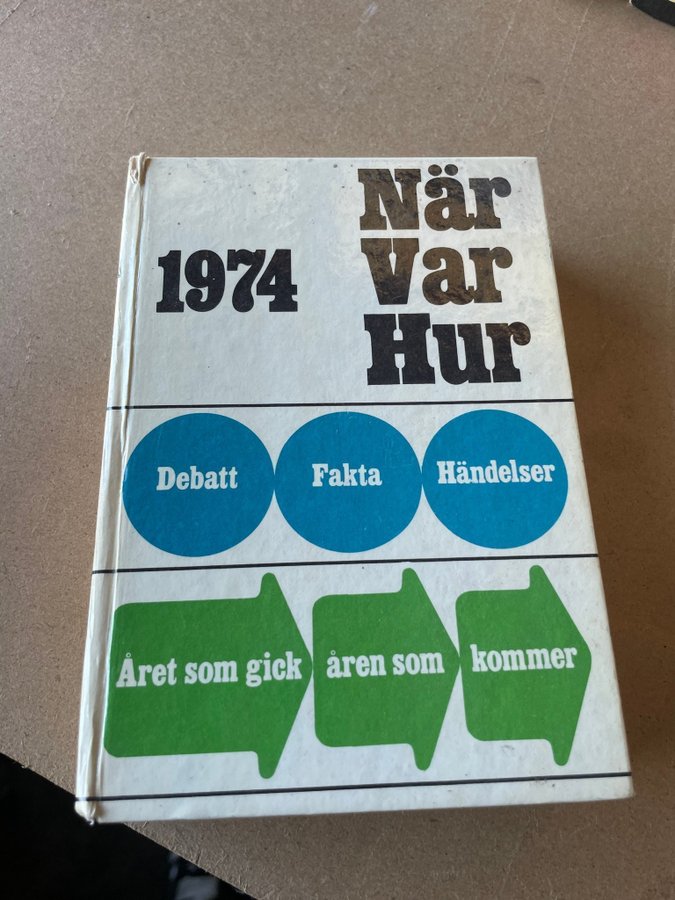 När
Var
Hur
1974
Debatt Fakta Händelser
Året som gick åren som kommer